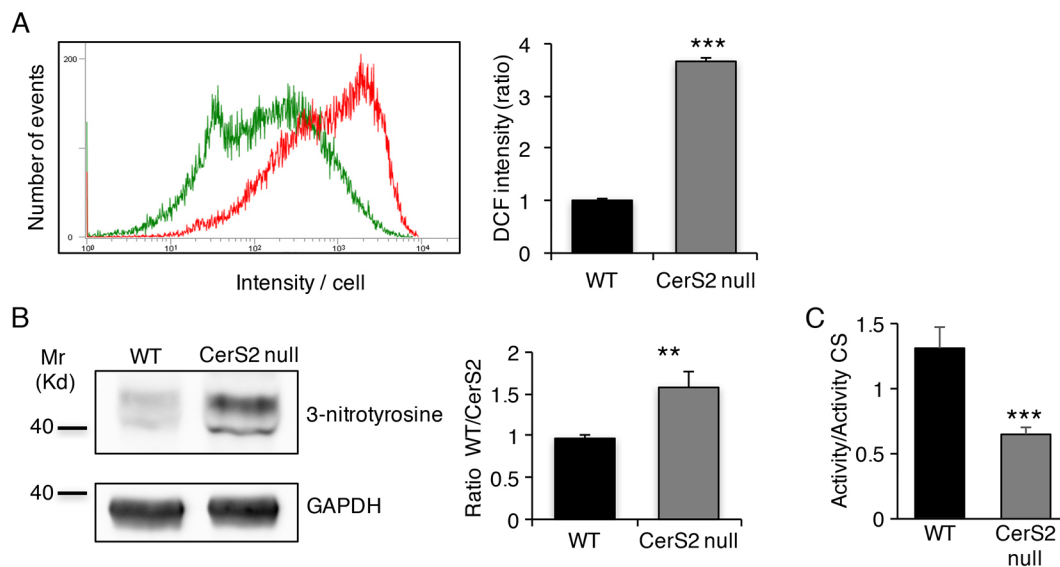 A
Number of events
200
0
10⁰
10¹
10²
10³
10⁴
Intensity / cell
DCF intensity (ratio)
4
3
2
1
0
***
WT
CerS2 null
B
Mr
(Kd)
WT
CerS2 null
40
3-nitrotyrosine
40
GAPDH
Ratio WT/CerS2
2
1.5
1
0.5
0
**
WT
CerS2 null
C
Activity/Activity CS
1.5
1
0.5
0
***
WT
CerS2
null